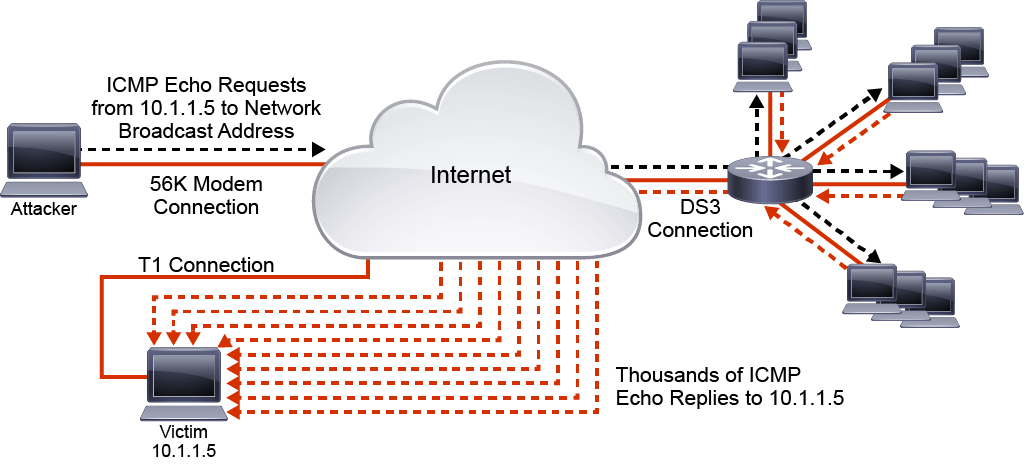 ICMP Echo Requests
from 10.1.1.5 to Network
Broadcast Address
Attacker
56K Modem
Connection
Internet
DS3
Connection
T1 Connection
Thousands of ICMP
Echo Replies to 10.1.1.5
Victim
10.1.1.5